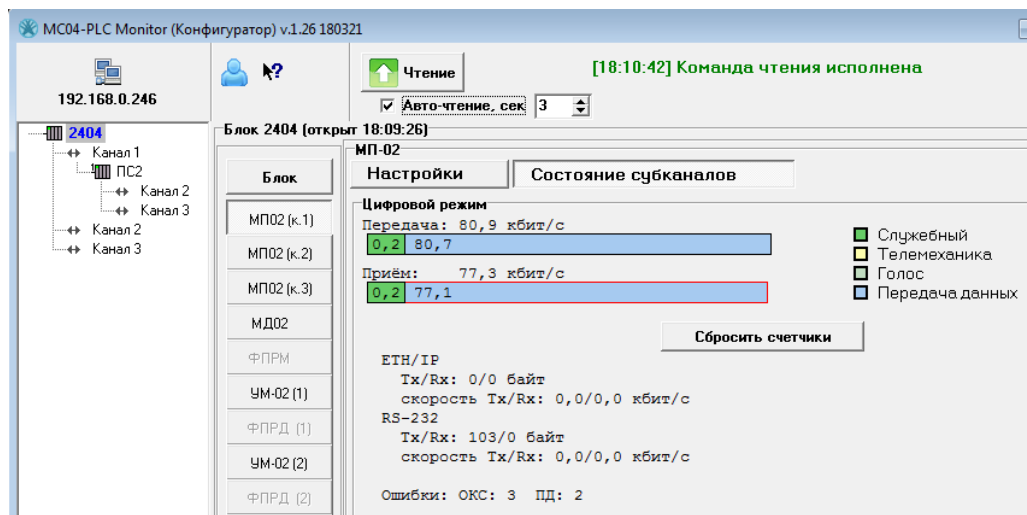 MC04-PLC Monitor (Конфигуратор) v.1.26 180321
192.168.0.246
Чтение
[18:10:42] Команда чтения исполнена
Авто-чтение, сек 3
2404
Канал 1
ПС2
Канал 2
Канал 3
Канал 2
Канал 3
Блок 2404 (открыт 18:09:26)
Блок
МП02 (к.1)
МП02 (к.2)
МП02 (к.3)
МД02
ФПРМ
УМ-02 (1)
ФПРД (1)
УМ-02 (2)
ФПРД (2)
МП-02
Настройки
Состояние субканалов
Цифровой режим
Передача: 80,9 кбит/с
0,2 80,7
Приём: 77,3 кбит/с
0,2 77,1
Служебный
Телемеханика
Голос
Передача данных
Сбросить счетчики
ETH/IP
Tx/Rx: 0/0 байт
скорость Tx/Rx: 0,0/0,0 кбит/с
RS-232
Tx/Rx: 103/0 байт
скорость Tx/Rx: 0,0/0,0 кбит/с
Ошибки: ОКС: 3 ПД: 2